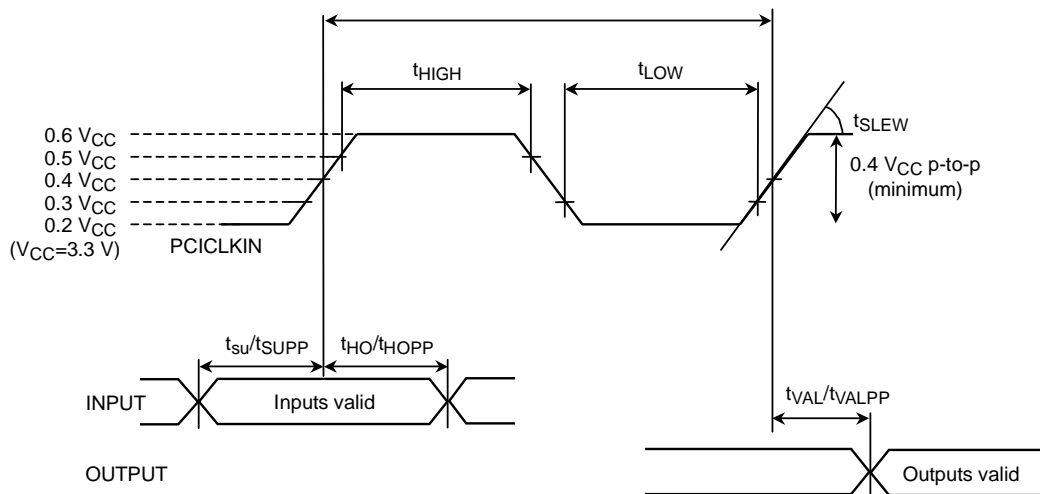 tHIGH
tLOW
tSLEW
0.6 VCC
0.5 VCC
0.4 VCC
0.3 VCC
0.2 VCC
(VCC=3.3 V)
PCICLKIN
0.4 VCC p-to-p
(minimum)
tsu/tSUPP
tHO/tHOPP
INPUT
Inputs valid
tVAL/tVALPP
OUTPUT
Outputs valid